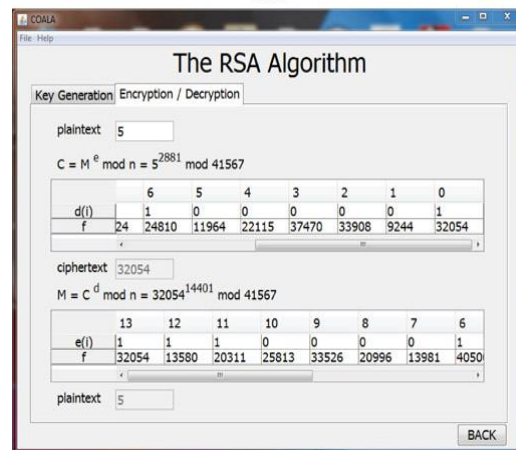 COALA
File Help
The RSA Algorithm
Key Generation Encryption / Decryption
plaintext 5
C = M e mod n = 5 2881 mod 41567
6 5 4 3 2 1 0
d(i) 1 0 0 0 0 0 1
f 24 24810 11964 22115 37470 33908 9244 32054
ciphertext 32054
M = C d mod n = 32054 14401 mod 41567
13 12 11 10 9 8 7 6
e(i) 1 1 1 0 0 0 0 1
f 32054 13580 20311 25813 33526 20996 13981 40500
plaintext 5
BACK